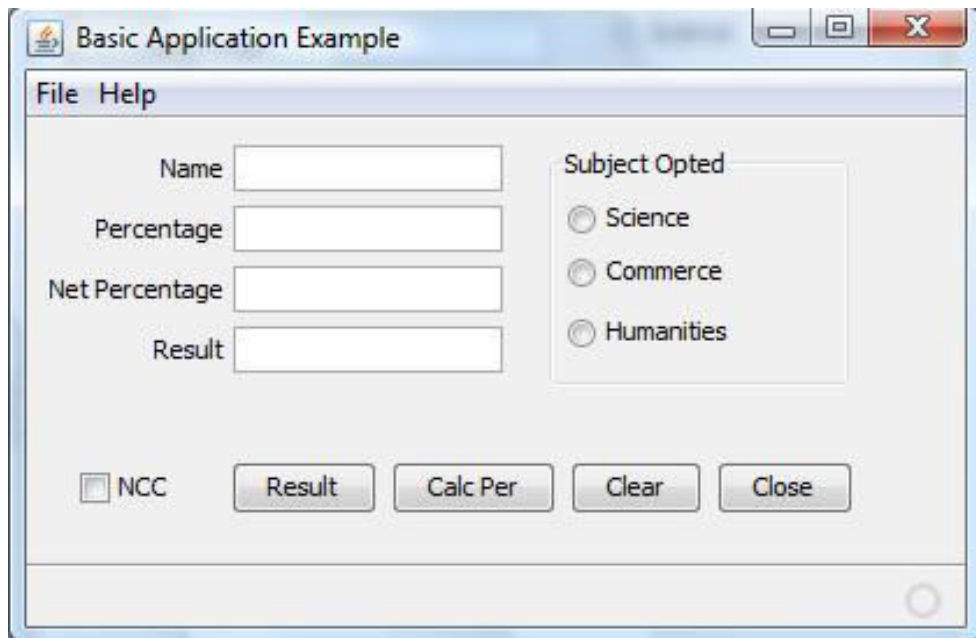 Basic Application Example
File Help
Name
Percentage
Net Percentage
Result
Subject Opted
Science
Commerce
Humanities
NCC
Result
Calc Per
Clear
Close